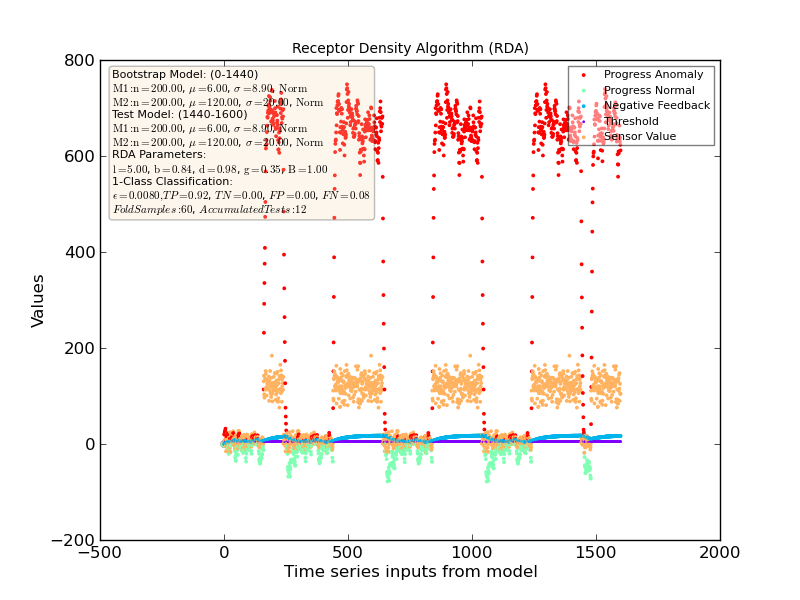 Receptor Density Algorithm (RDA)
Bootstrap Model: (0-1440)
M1:n=200.00, μ=6.00, σ=8.90, Norm
M2:n=200.00, μ=120.00, σ=20.00, Norm
Test Model: (1440-1600)
M1:n=200.00, μ=6.00, σ=8.90, Norm
M2:n=200.00, μ=120.00, σ=20.00, Norm
RDA Parameters:
l=5.00, b=0.84, d=0.98, g=0.35, B=1.00
1-Class Classification:
ϵ=0.0080,TP=0.92, TN=0.00, FP=0.00, FN=0.08
FoldSamples:60, AccumulatedTests:12
Progress Anomaly
Progress Normal
Negative Feedback
Threshold
Sensor Value
800
600
400
200
0
−200
Values
−500 0 500 1000 1500 2000
Time series inputs from model